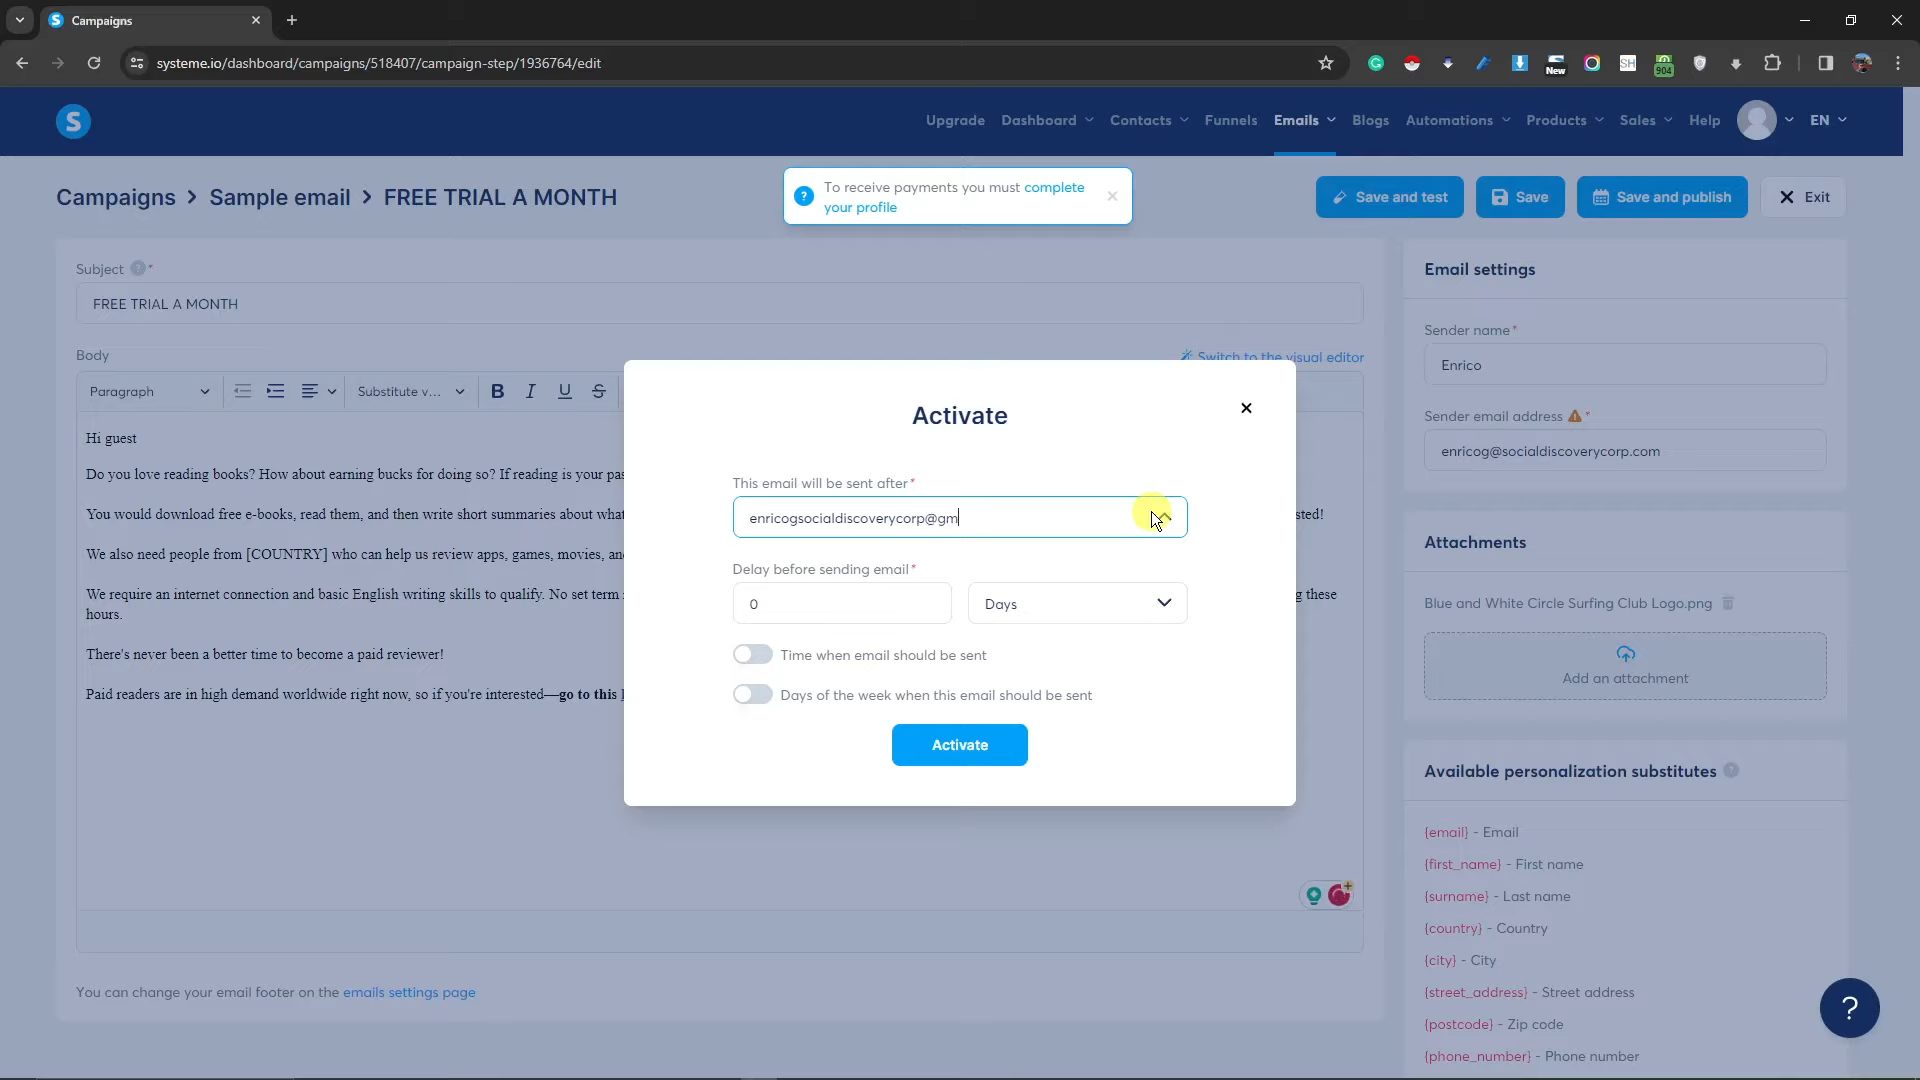 Campaigns
systeme.io/dashboard/campaigns/518407/campaign-step/1936764/edit
New
SH
904
S
Upgrade Dashboard Contacts Funnels Emails Blogs Automations Products Sales Help EN
Campaigns > Sample email > FREE TRIAL A MONTH
To receive payments you must complete
your profile
Save and test
Save
Save and publish
Exit
Subject ? *
FREE TRIAL A MONTH
Body
Switch to the visual editor
Paragraph
Substitute v...
B I U S
Hi guest
Do you love reading books? How about earning bucks for doing so? If reading is your pas
You would download free e-books, read them, and then write short summaries about what
sted!
We also need people from [COUNTRY] who can help us review apps, games, movies, an
We require an internet connection and basic English writing skills to qualify. No set term
g these
hours.
There's never been a better time to become a paid reviewer!
Paid readers are in high demand worldwide right now, so if you're interested—go to this
You can change your email footer on the emails settings page
Activate
This email will be sent after*
enricogsocialdiscoverycorp@gm
Delay before sending email*
0
Days
Time when email should be sent
Days of the week when this email should be sent
Activate
Email settings
Sender name*
Enrico
Sender email address *
enricog@socialdiscoverycorp.com
Attachments
Blue and White Circle Surfing Club Logo.png
Add an attachment
Available personalization substitutes ?
{email} - Email
{first_name} - First name
{surname} - Last name
{country} - Country
{city} - City
{street_address} - Street address
{postcode} - Zip code
{phone_number} - Phone number
?